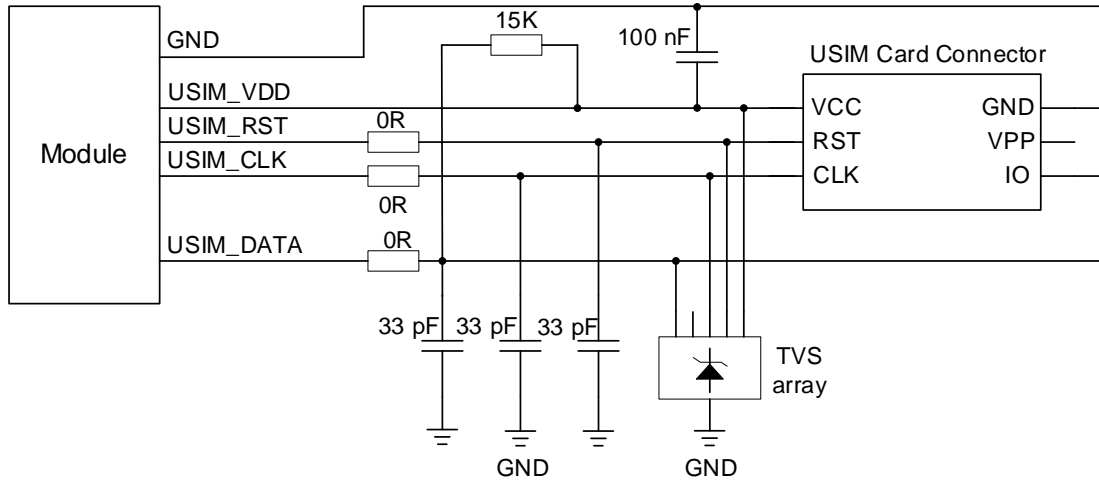 15K
GND
100 nF
USIM Card Connector
USIM_VDD
VCC
GND
USIM_RST
0R
RST
VPP
Module
USIM_CLK
CLK
IO
0R
USIM_DATA
0R
33 pF
33 pF
33 pF
TVS
array
GND
GND